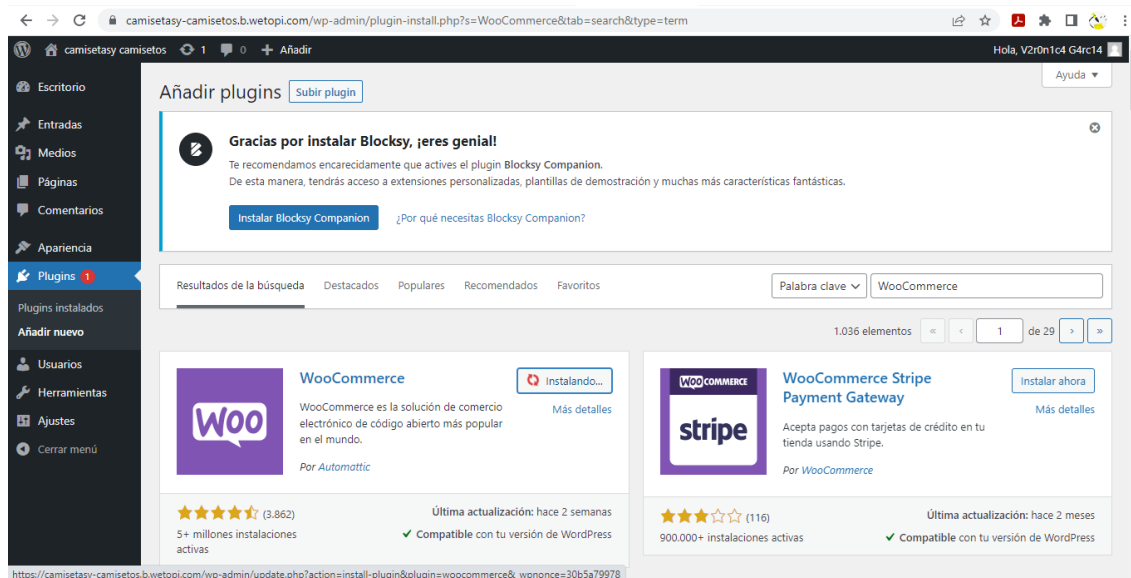 camisetasy-camisetos.b.wetopi.com/wp-admin/plugin-install.php?s=WooCommerce&tab=search&type=term
camisetasy camisetos 1 0 + Añadir Hola, V2r0n1c4 G4rc14
Ayuda
Escritorio
Entradas
Medios
Páginas
Comentarios
Apariencia
Plugins 1
Plugins instalados
Añadir nuevo
Usuarios
Herramientas
Ajustes
Cerrar menú
Añadir plugins Subir plugin
Gracias por instalar Blocksy, ¡eres genial!
Te recomendamos encarecidamente que actives el plugin Blocksy Companion.
De esta manera, tendrás acceso a extensiones personalizadas, plantillas de demostración y muchas más características fantásticas.
Instalar Blocksy Companion ¿Por qué necesitas Blocksy Companion?
Resultados de la búsqueda Destacados Populares Recomendados Favoritos Palabra clave WooCommerce
1.036 elementos « ‹ 1 de 29 › »
Woo
WooCommerce
Instalando...
Más detalles
WooCommerce es la solución de comercio
electrónico de código abierto más popular
en el mundo.
Por Automattic
(3.862)
5+ millones instalaciones
activas
Última actualización: hace 2 semanas
✔ Compatible con tu versión de WordPress
WOO COMMERCE
stripe
WooCommerce Stripe
Payment Gateway
Instalar ahora
Más detalles
Acepta pagos con tarjetas de crédito en tu
tienda usando Stripe.
Por WooCommerce
(116)
900.000+ instalaciones activas
Última actualización: hace 2 meses
✔ Compatible con tu versión de WordPress
https://camisetasy-camisetos.b.wetopi.com/wp-admin/update.php?action=install-plugin&plugin=woocommerce&_wpnonce=30b5a79978